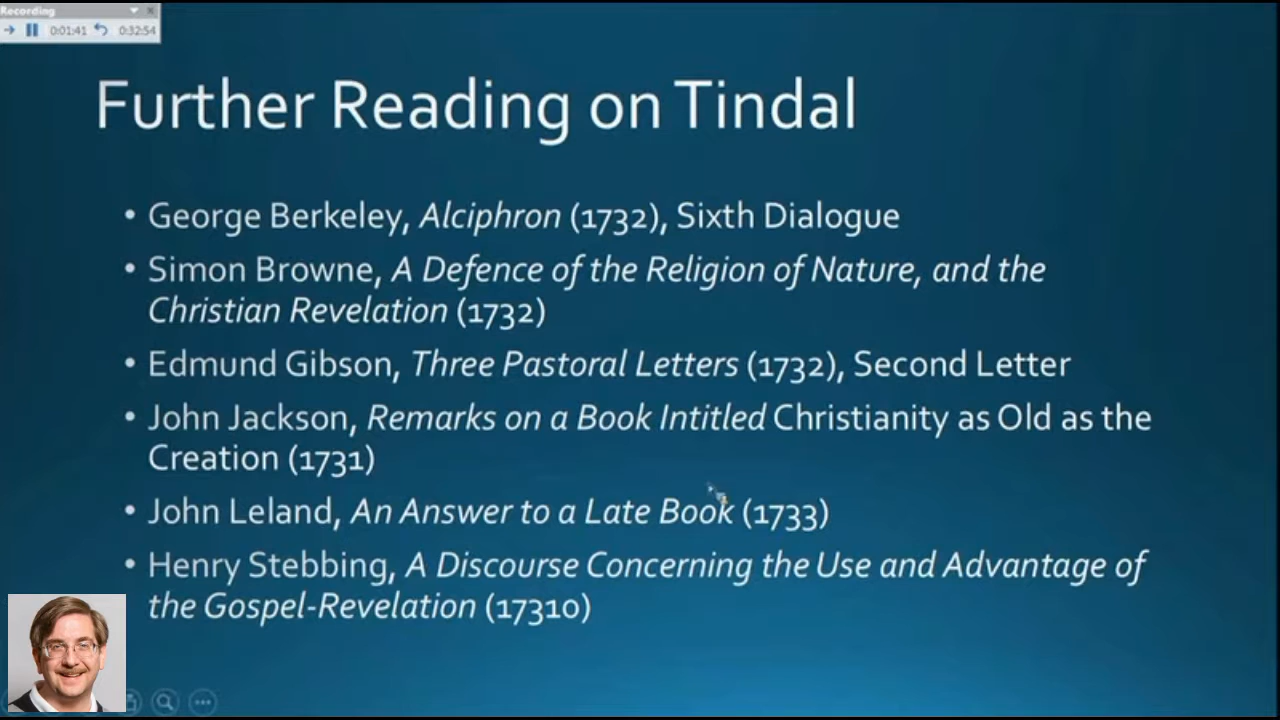 Recording
0:01:41 0:32:54
Further Reading on Tindal
• George Berkeley, Alciphron (1732), Sixth Dialogue
• Simon Browne, A Defence of the Religion of Nature, and the
Christian Revelation (1732)
• Edmund Gibson, Three Pastoral Letters (1732), Second Letter
• John Jackson, Remarks on a Book Intitled Christianity as Old as the
Creation (1731)
• John Leland, An Answer to a Late Book (1733)
• Henry Stebbing, A Discourse Concerning the Use and Advantage of
the Gospel-Revelation (17310)